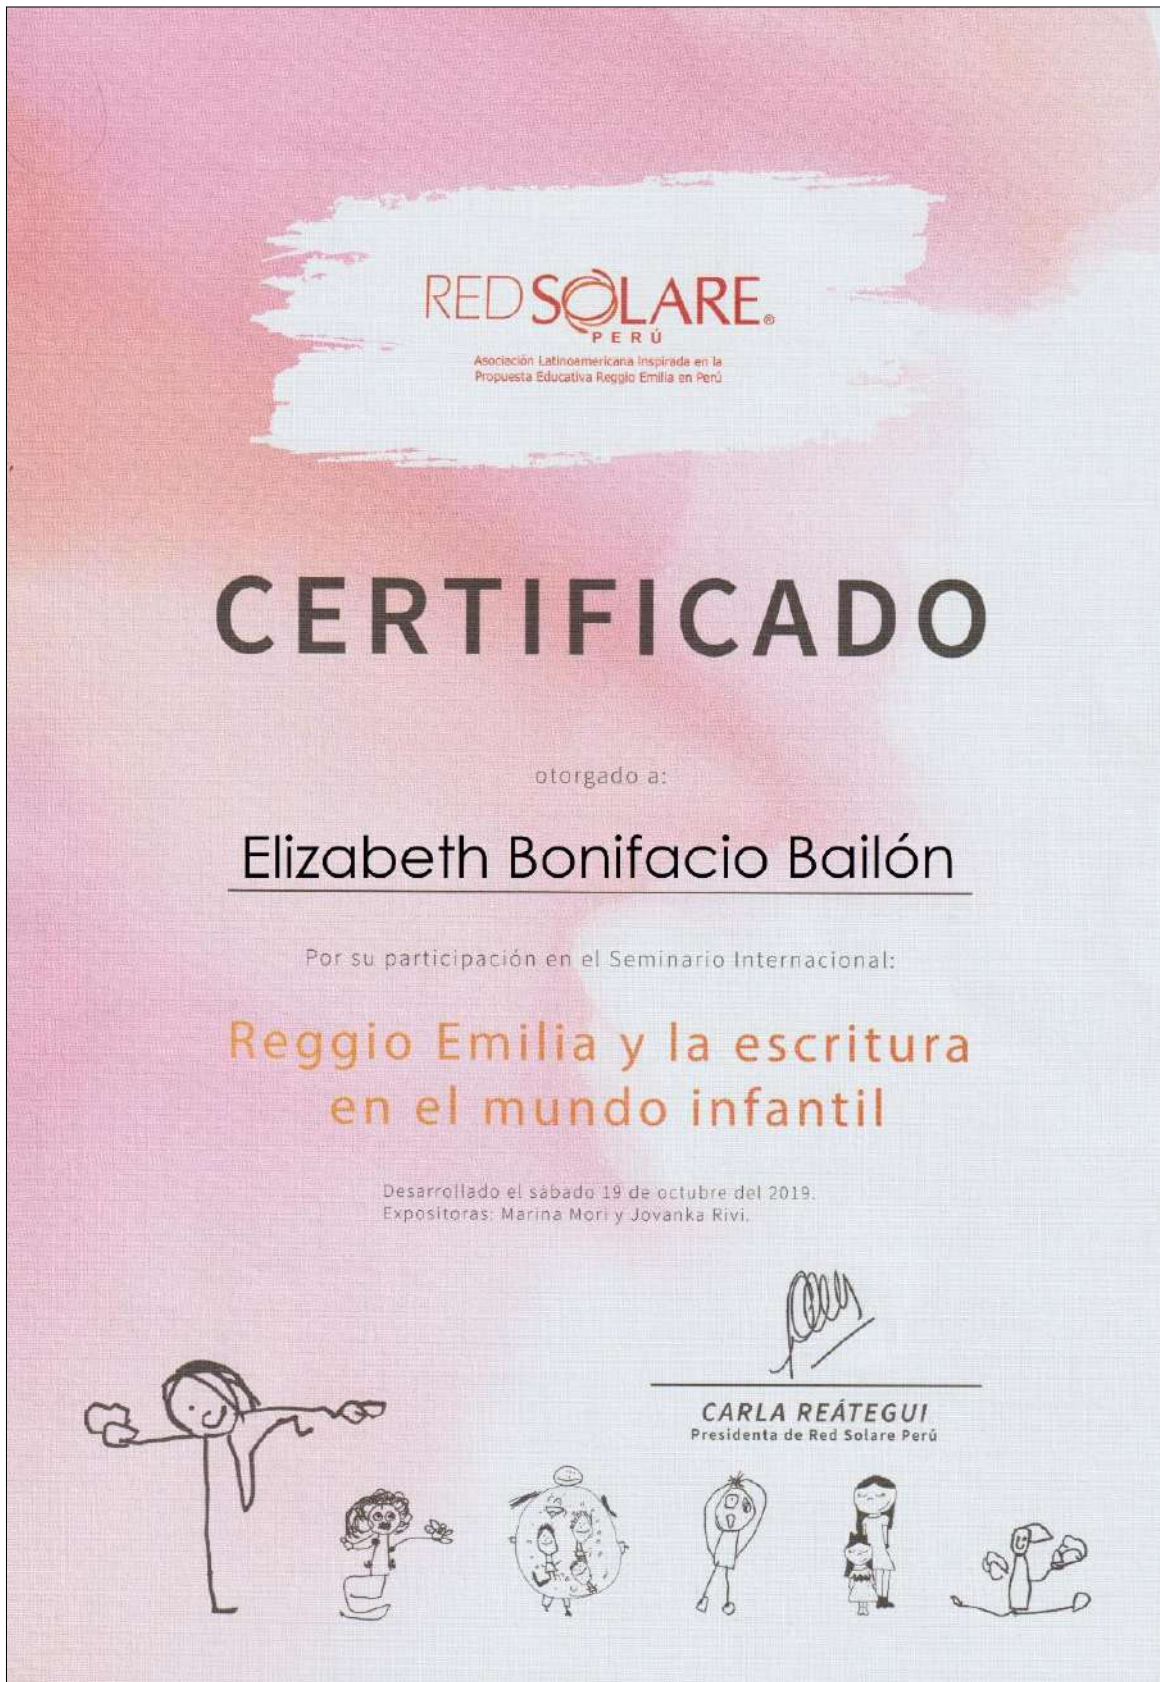 RED SOLARE®
PERÚ
Asociación Latinoamericana Inspirada en la
Propuesta Educativa Reggio Emilia en Perú
CERTIFICADO
otorgado a:
Elizabeth Bonifacio Bailón
Por su participación en el Seminario Internacional:
Reggio Emilia y la escritura
en el mundo infantil
Desarrollado el sábado 19 de octubre del 2019.
Expositoras: Marina Mori y Jovanka Rivi.
CARLA REÁTEGUI
Presidenta de Red Solare Perú